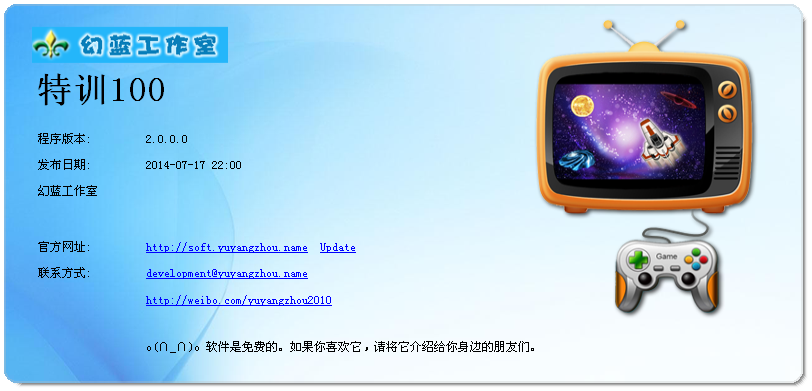 幻蓝工作室
特训100
程序版本: 2.0.0.0
发布日期: 2014-07-17 22:00
幻蓝工作室
官方网址: http://soft.yuyangzhou.name Update
联系方式: development@yuyangzhou.name
http://weibo.com/yuyangzhou2010
。(∩_∩)。软件是免费的。如果你喜欢它，请将它介绍给你身边的朋友们。
Game